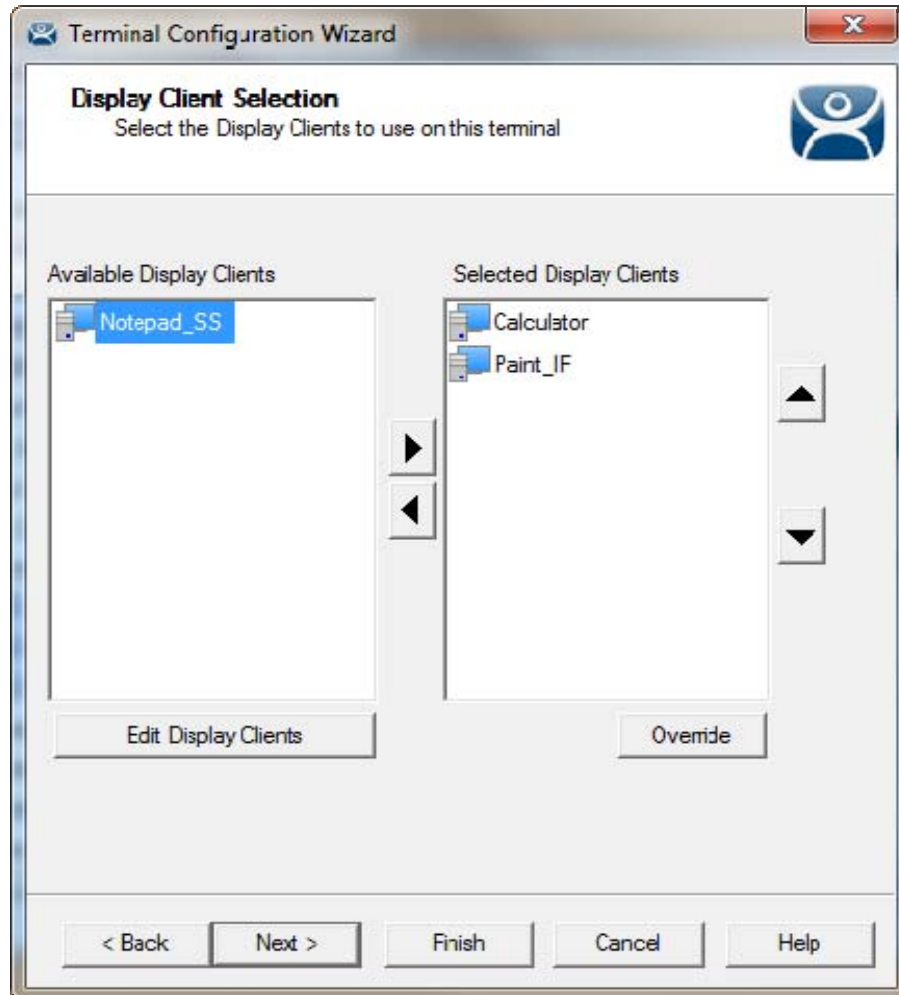 Terminal Configuration Wizard
Display Client Selection
Select the Display Clients to use on this terminal
Available Display Clients
Selected Display Clients
Notepad_SS
Calculator
Paint_IF
Edit Display Clients
Override
< Back
Next >
Finish
Cancel
Help